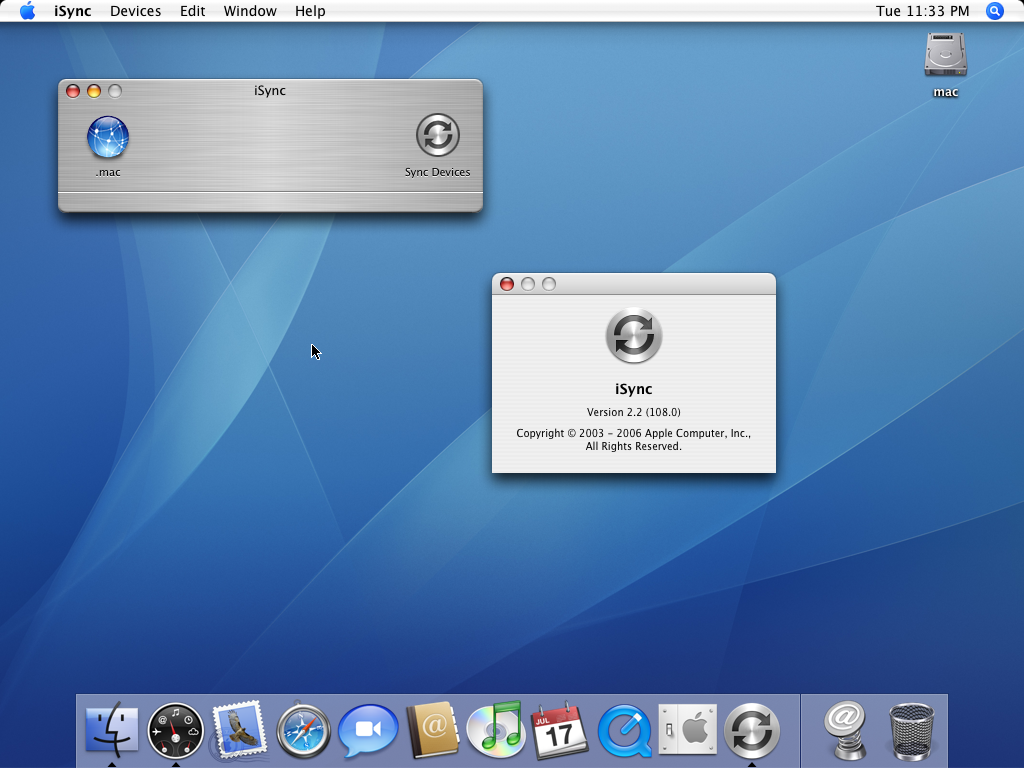 iSync Devices Edit Window Help Tue 11:33 PM
mac
iSync
.mac Sync Devices
iSync
Version 2.2 (108.0)
Copyright © 2003 – 2006 Apple Computer, Inc.,
All Rights Reserved.
@ JUL @
17